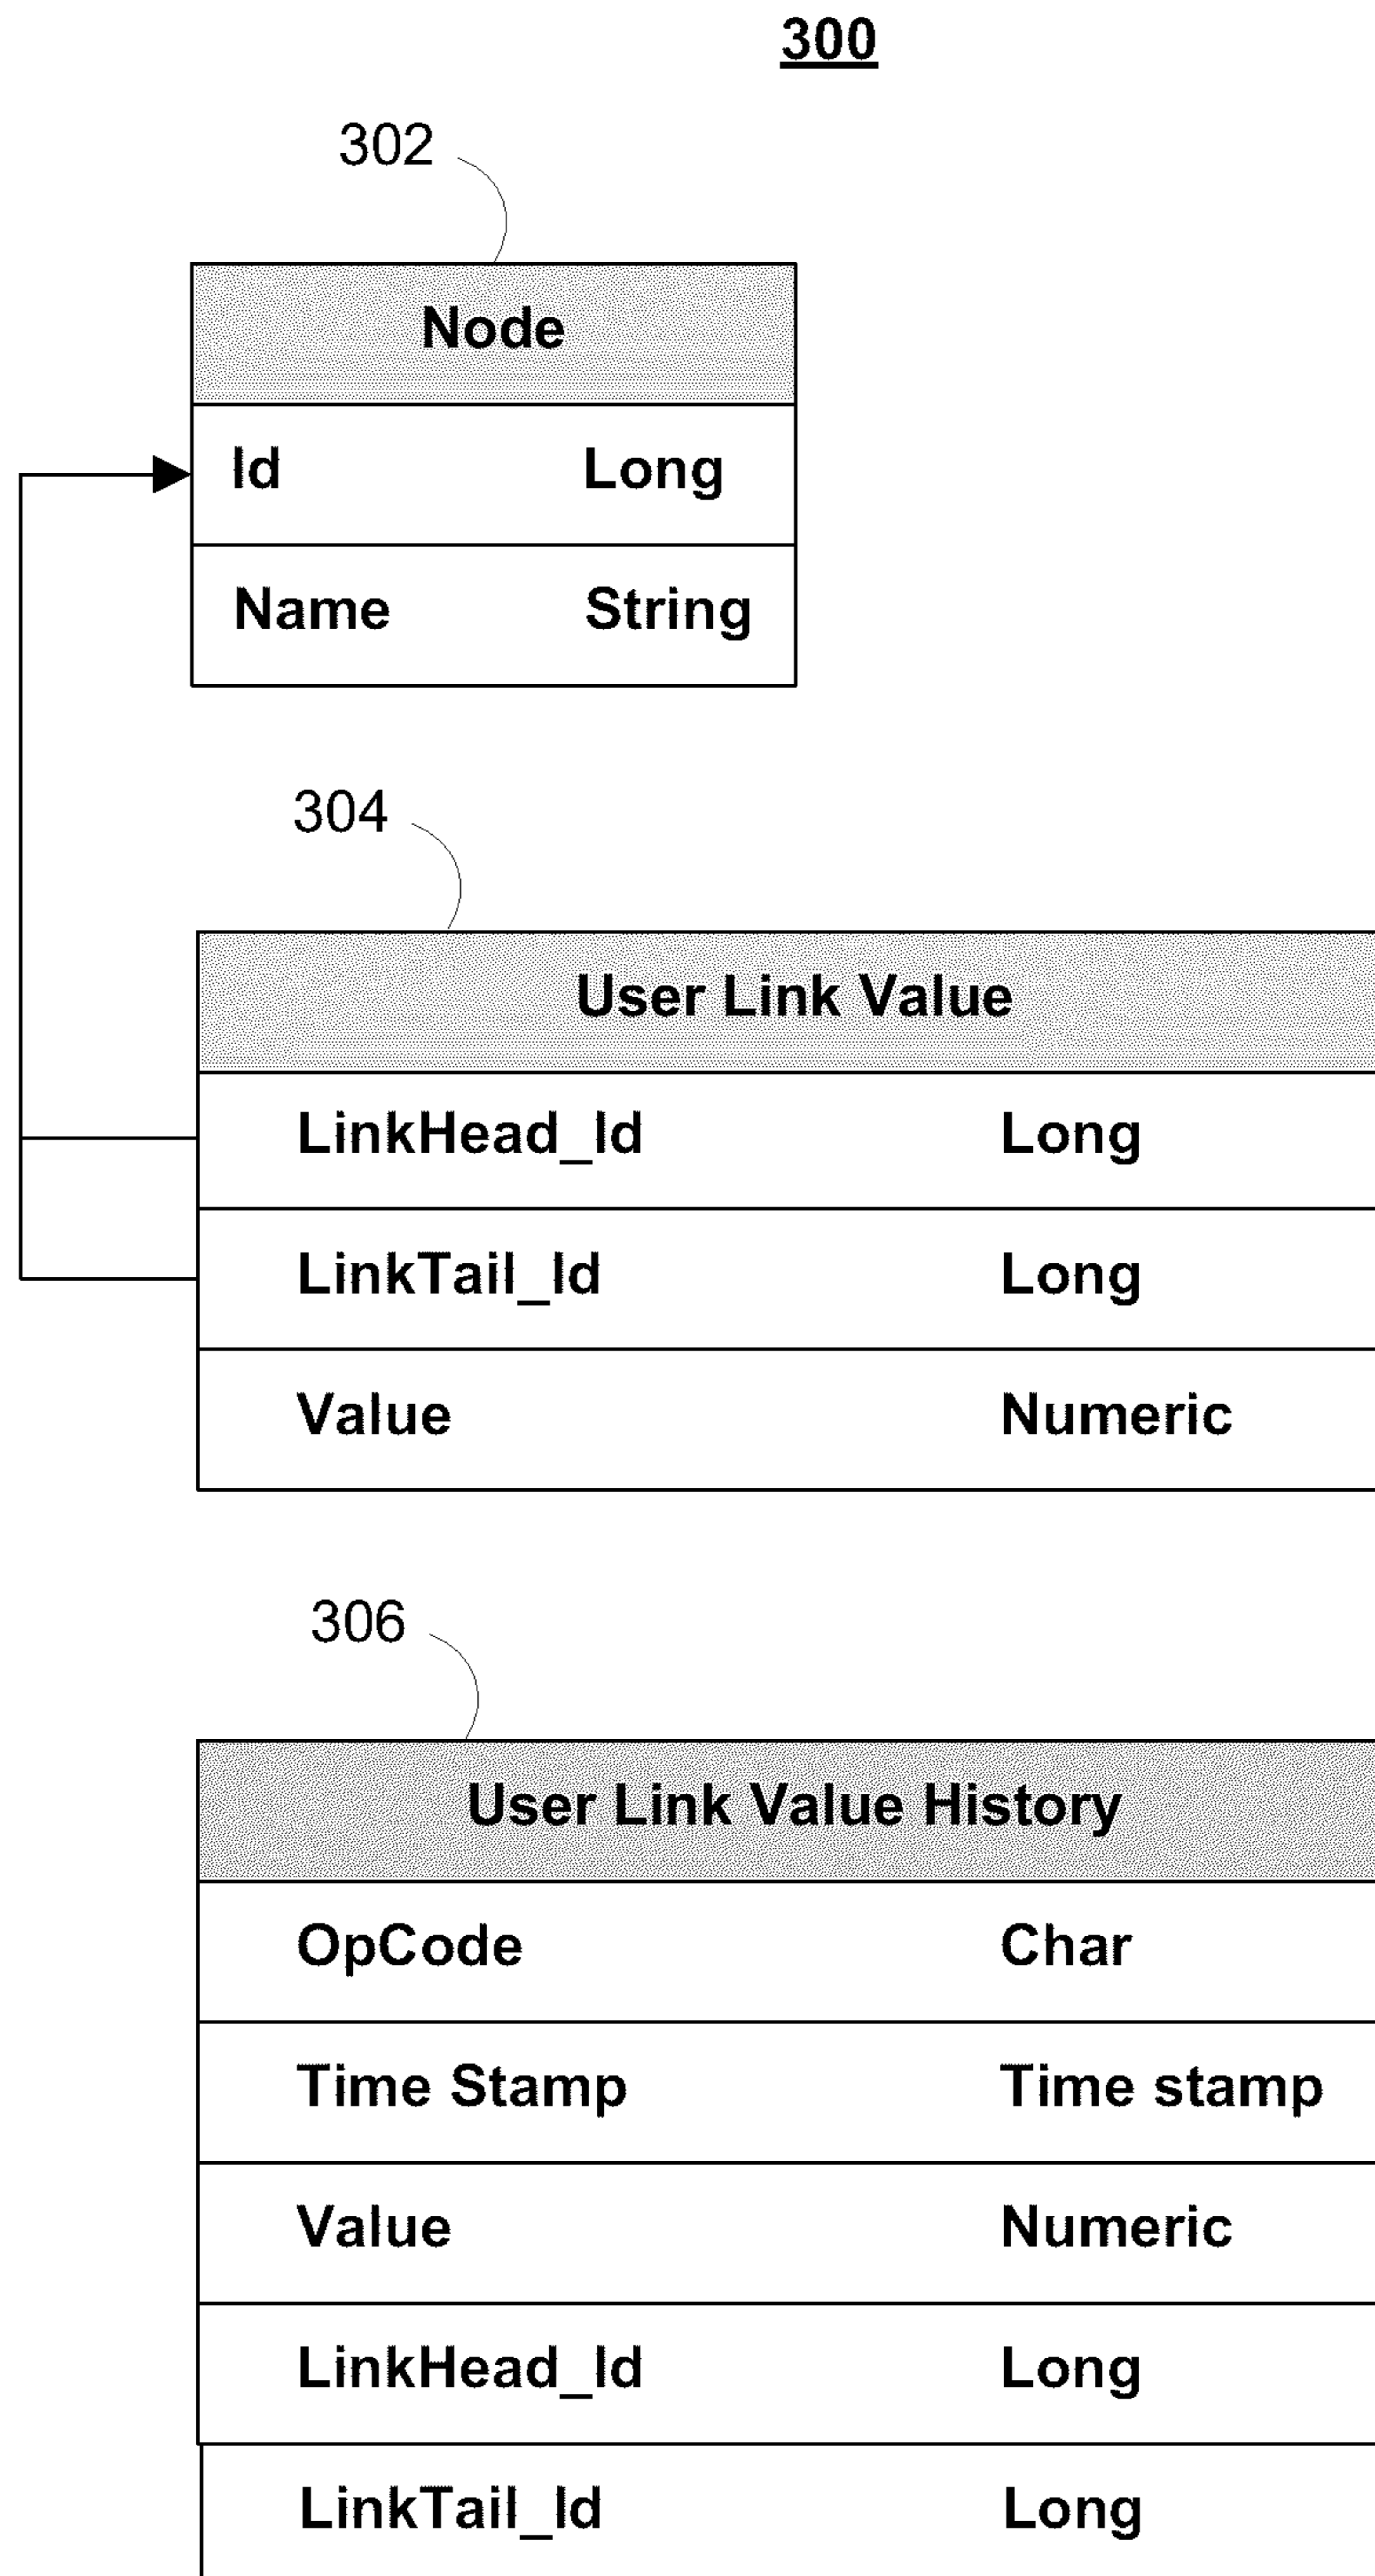 300
302
Node
Id Long
Name String
304
User Link Value
LinkHead_Id Long
LinkTail_Id Long
Value Numeric
306
User Link Value History
OpCode Char
Time Stamp Time stamp
Value Numeric
LinkHead_Id Long
LinkTail_Id Long